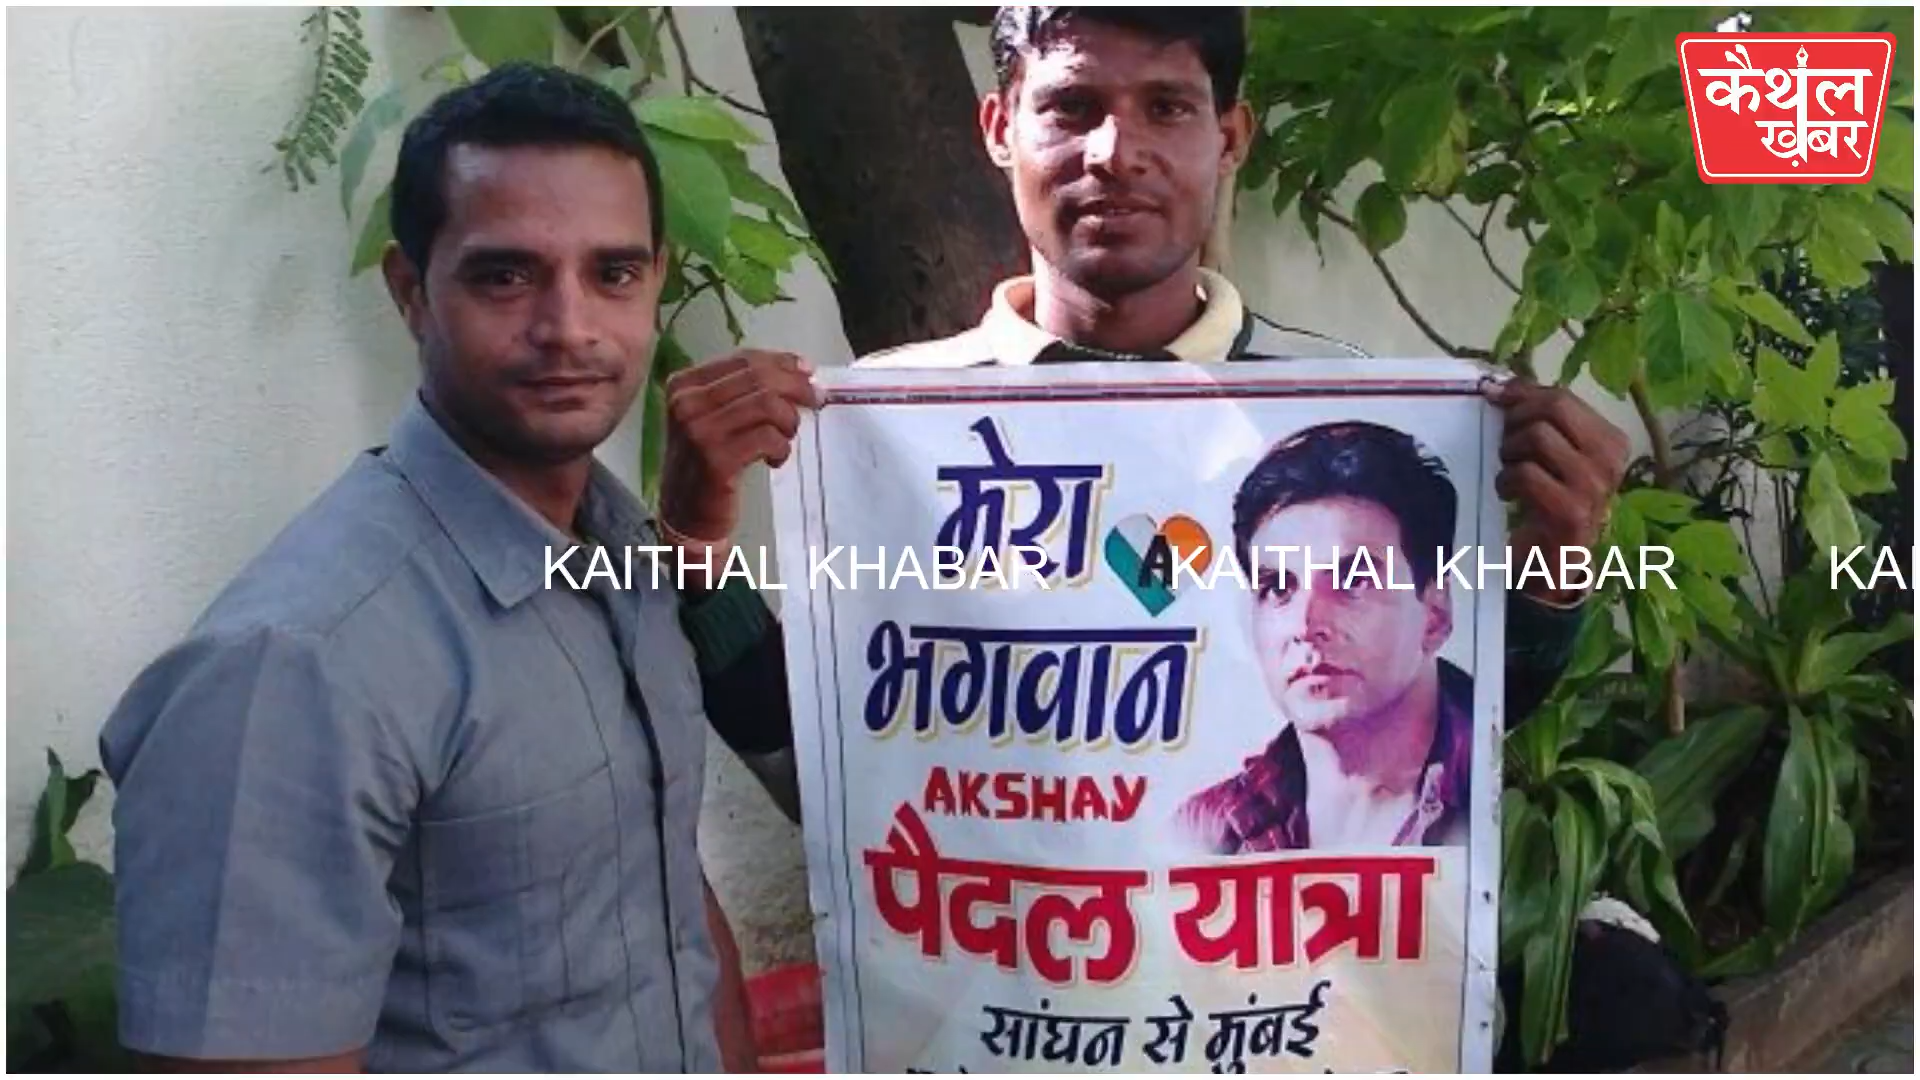 कैथल
ख़बर
मेरा
A
KAITHAL KHABAR KAITHAL KHABAR KAI
भगवान
AKSHAY
पैदल यात्रा
सांघन से मुंबई